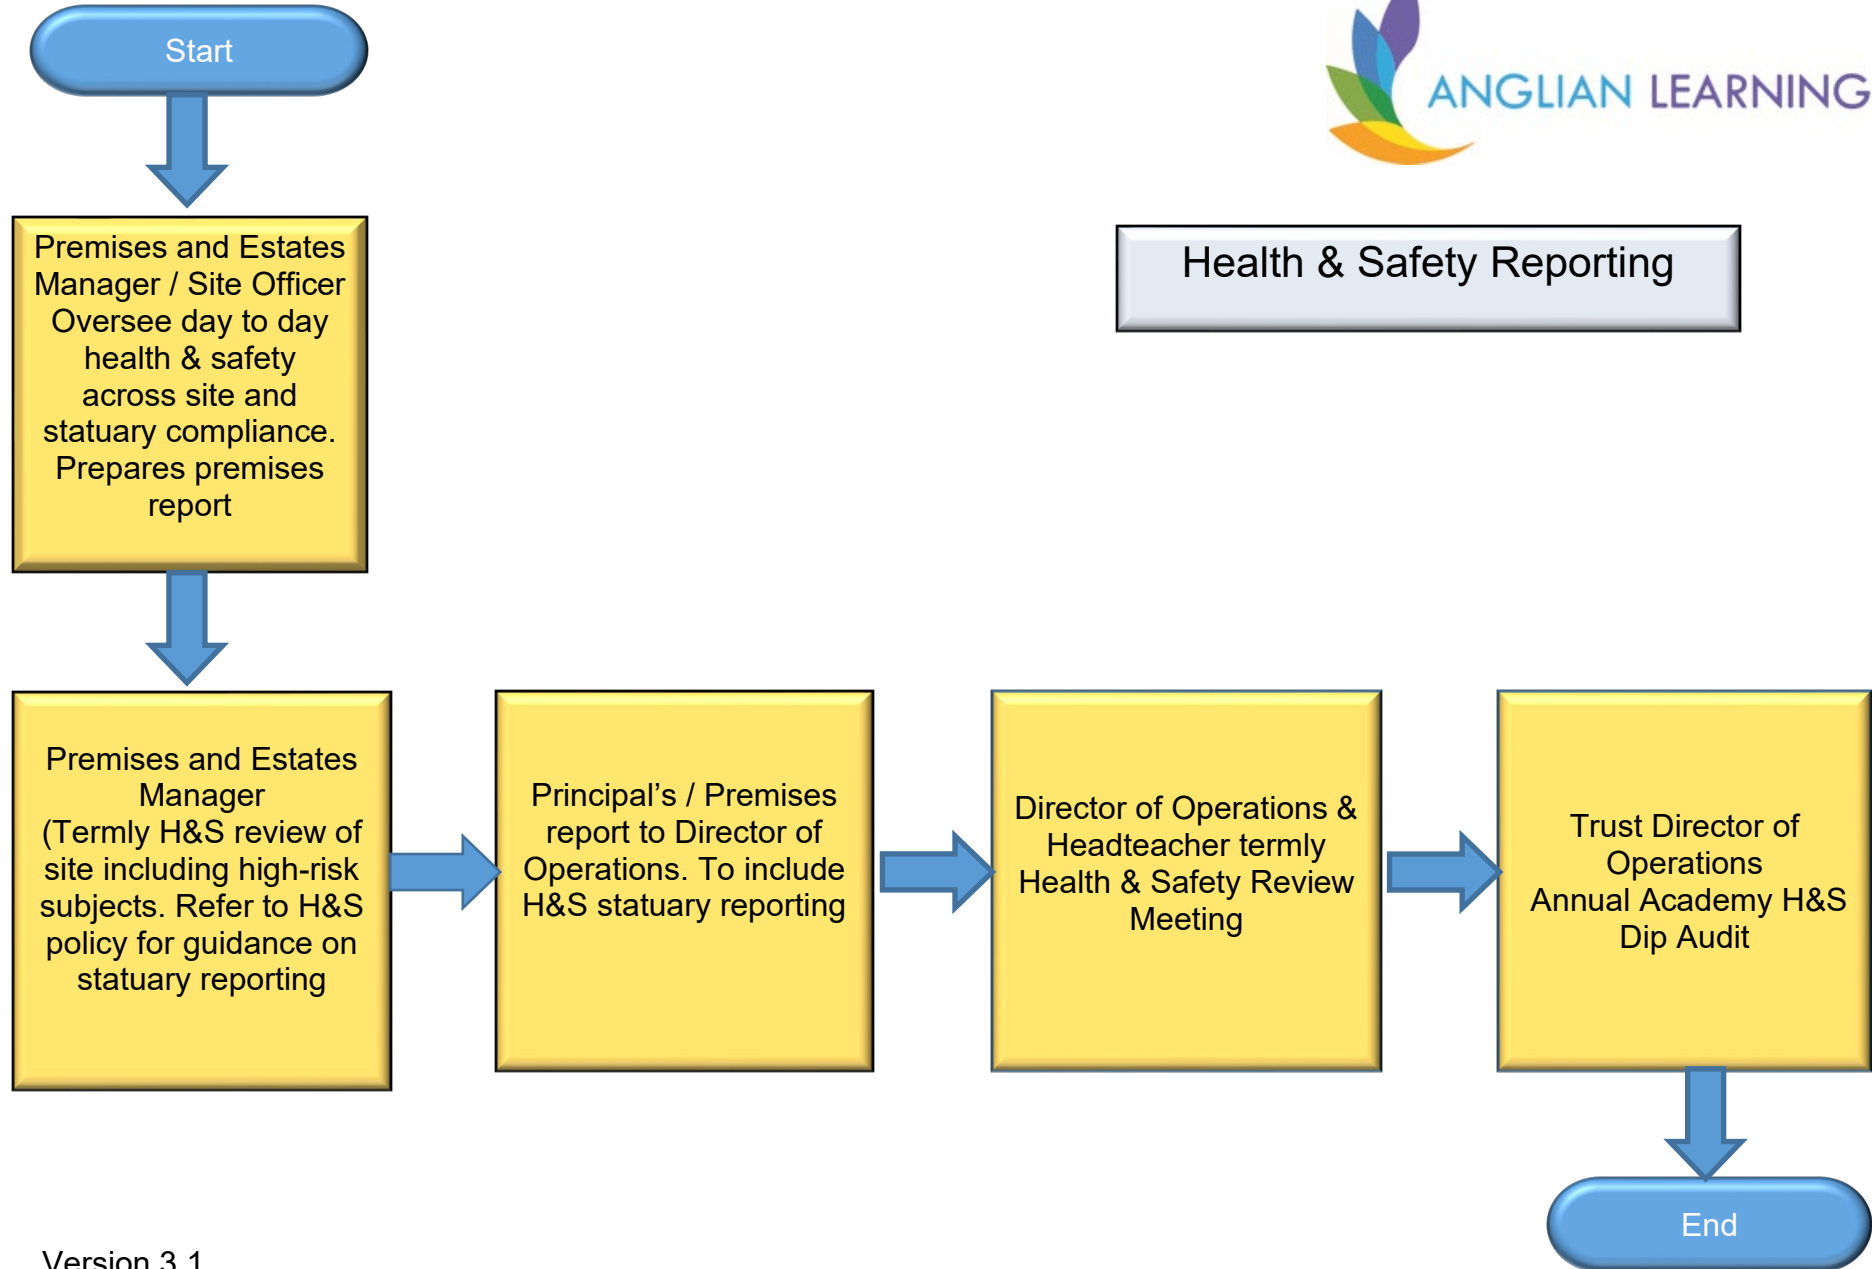 Start
ANGLIAN LEARNING
Health & Safety Reporting
Premises and Estates
Manager / Site Officer
Oversee day to day
health & safety
across site and
statuary compliance.
Prepares premises
report
Premises and Estates
Manager
(Termly H&S review of
site including high-risk
subjects. Refer to H&S
policy for guidance on
statuary reporting
Principal’s / Premises
report to Director of
Operations. To include
H&S statuary reporting
Director of Operations &
Headteacher termly
Health & Safety Review
Meeting
Trust Director of
Operations
Annual Academy H&S
Dip Audit
End
Version 3.1